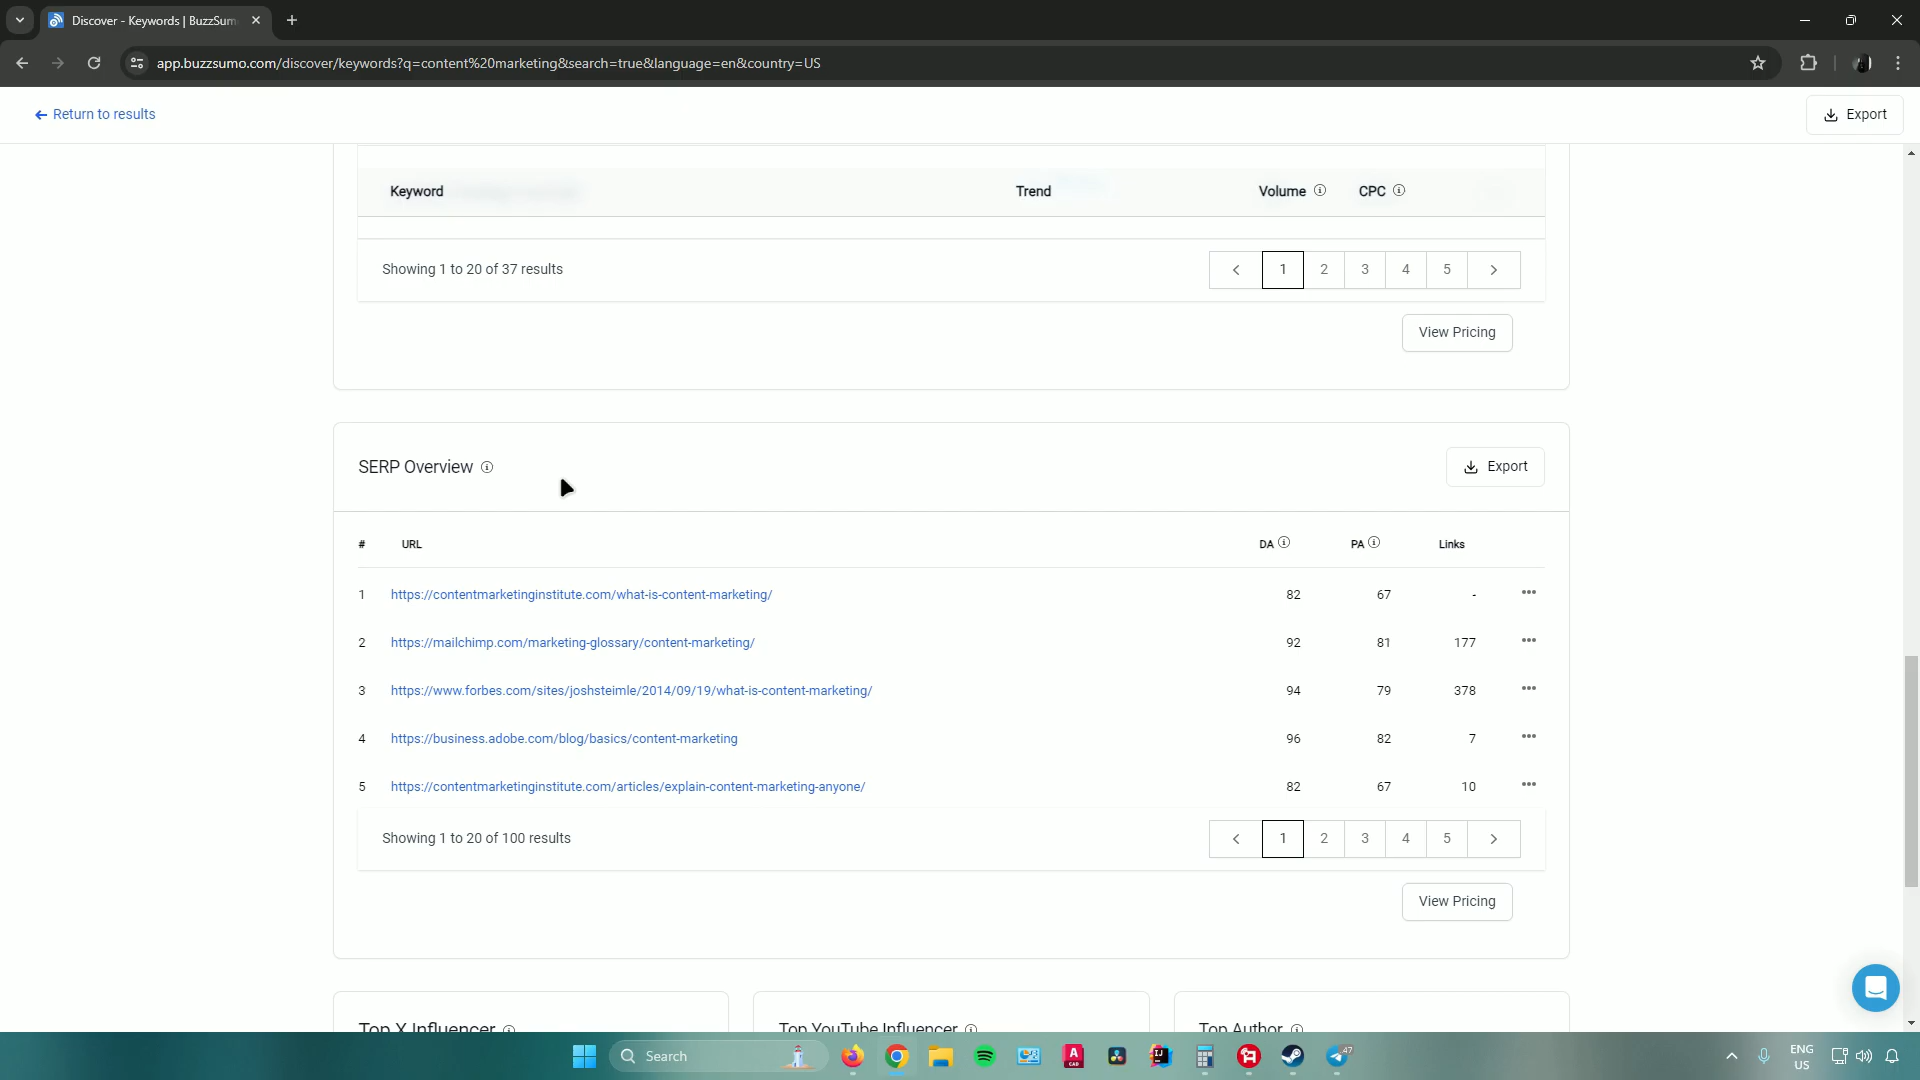 Discover - Keywords | BuzzSum
app.buzzsumo.com/discover/keywords?q=content%20marketing&search=true&language=en&country=US
Return to results
Export
Keyword Trend Volume CPC
Showing 1 to 20 of 37 results
1 2 3 4 5
View Pricing
SERP Overview
Export
# URL DA PA Links
1 https://contentmarketinginstitute.com/what-is-content-marketing/ 82 67 -
2 https://mailchimp.com/marketing-glossary/content-marketing/ 92 81 177
3 https://www.forbes.com/sites/joshsteimle/2014/09/19/what-is-content-marketing/ 94 79 378
4 https://business.adobe.com/blog/basics/content-marketing 96 82 7
5 https://contentmarketinginstitute.com/articles/explain-content-marketing-anyone/ 82 67 10
Showing 1 to 20 of 100 results
1 2 3 4 5
View Pricing
Top X Influencer Top YouTube Influencer Top Author
Search
47
ENG
US